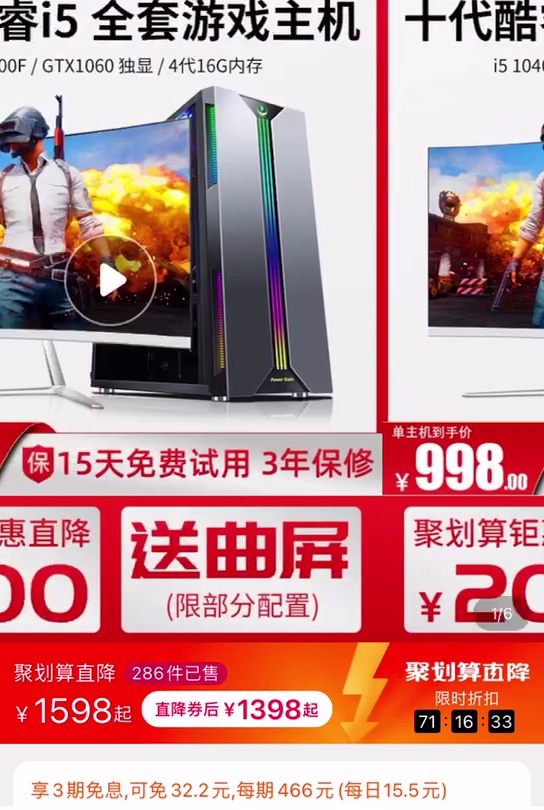 睿i5 全套游戏主机
十代酷
00F / GTX1060 独显 / 4代16G内存
i5 1040
Power Train
单主机到手价
保 15天免费试用 3年保修
¥998.00
惠直降
送曲屏
聚划算钜
00
(限部分配置)
¥20
1/6
聚划算直降 286件已售
聚划算直降
限时折扣
¥1598起 直降券后¥1398起
71:16:33
享3期免息,可免32.2元,每期466元(每日15.5元)